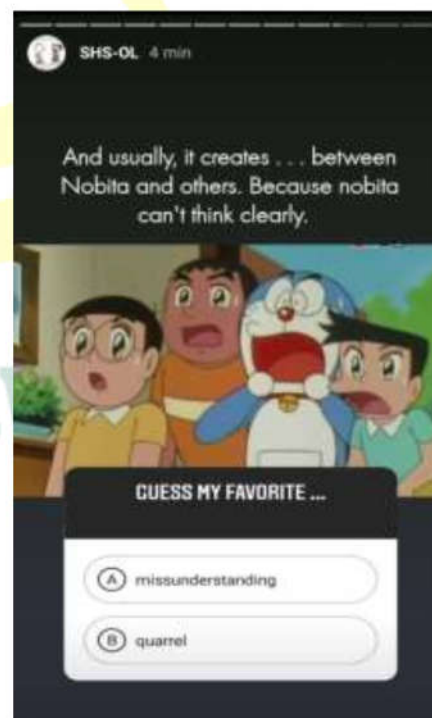 SHS-OL 4 min
And usually, it creates . . . between
Nobita and others. Because nobita
can't think clearly.
GUESS MY FAVORITE ...
A missunderstanding
B quarrel